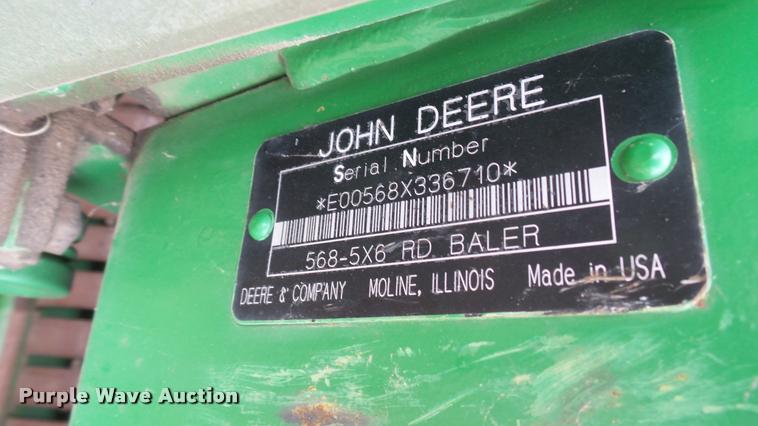 JOHN DEERE
Serial Number
*E00568X336710*
568-5X6 RD BALER
DEERE & COMPANY MOLINE, ILLINOIS Made in USA
Purple Wave Auction